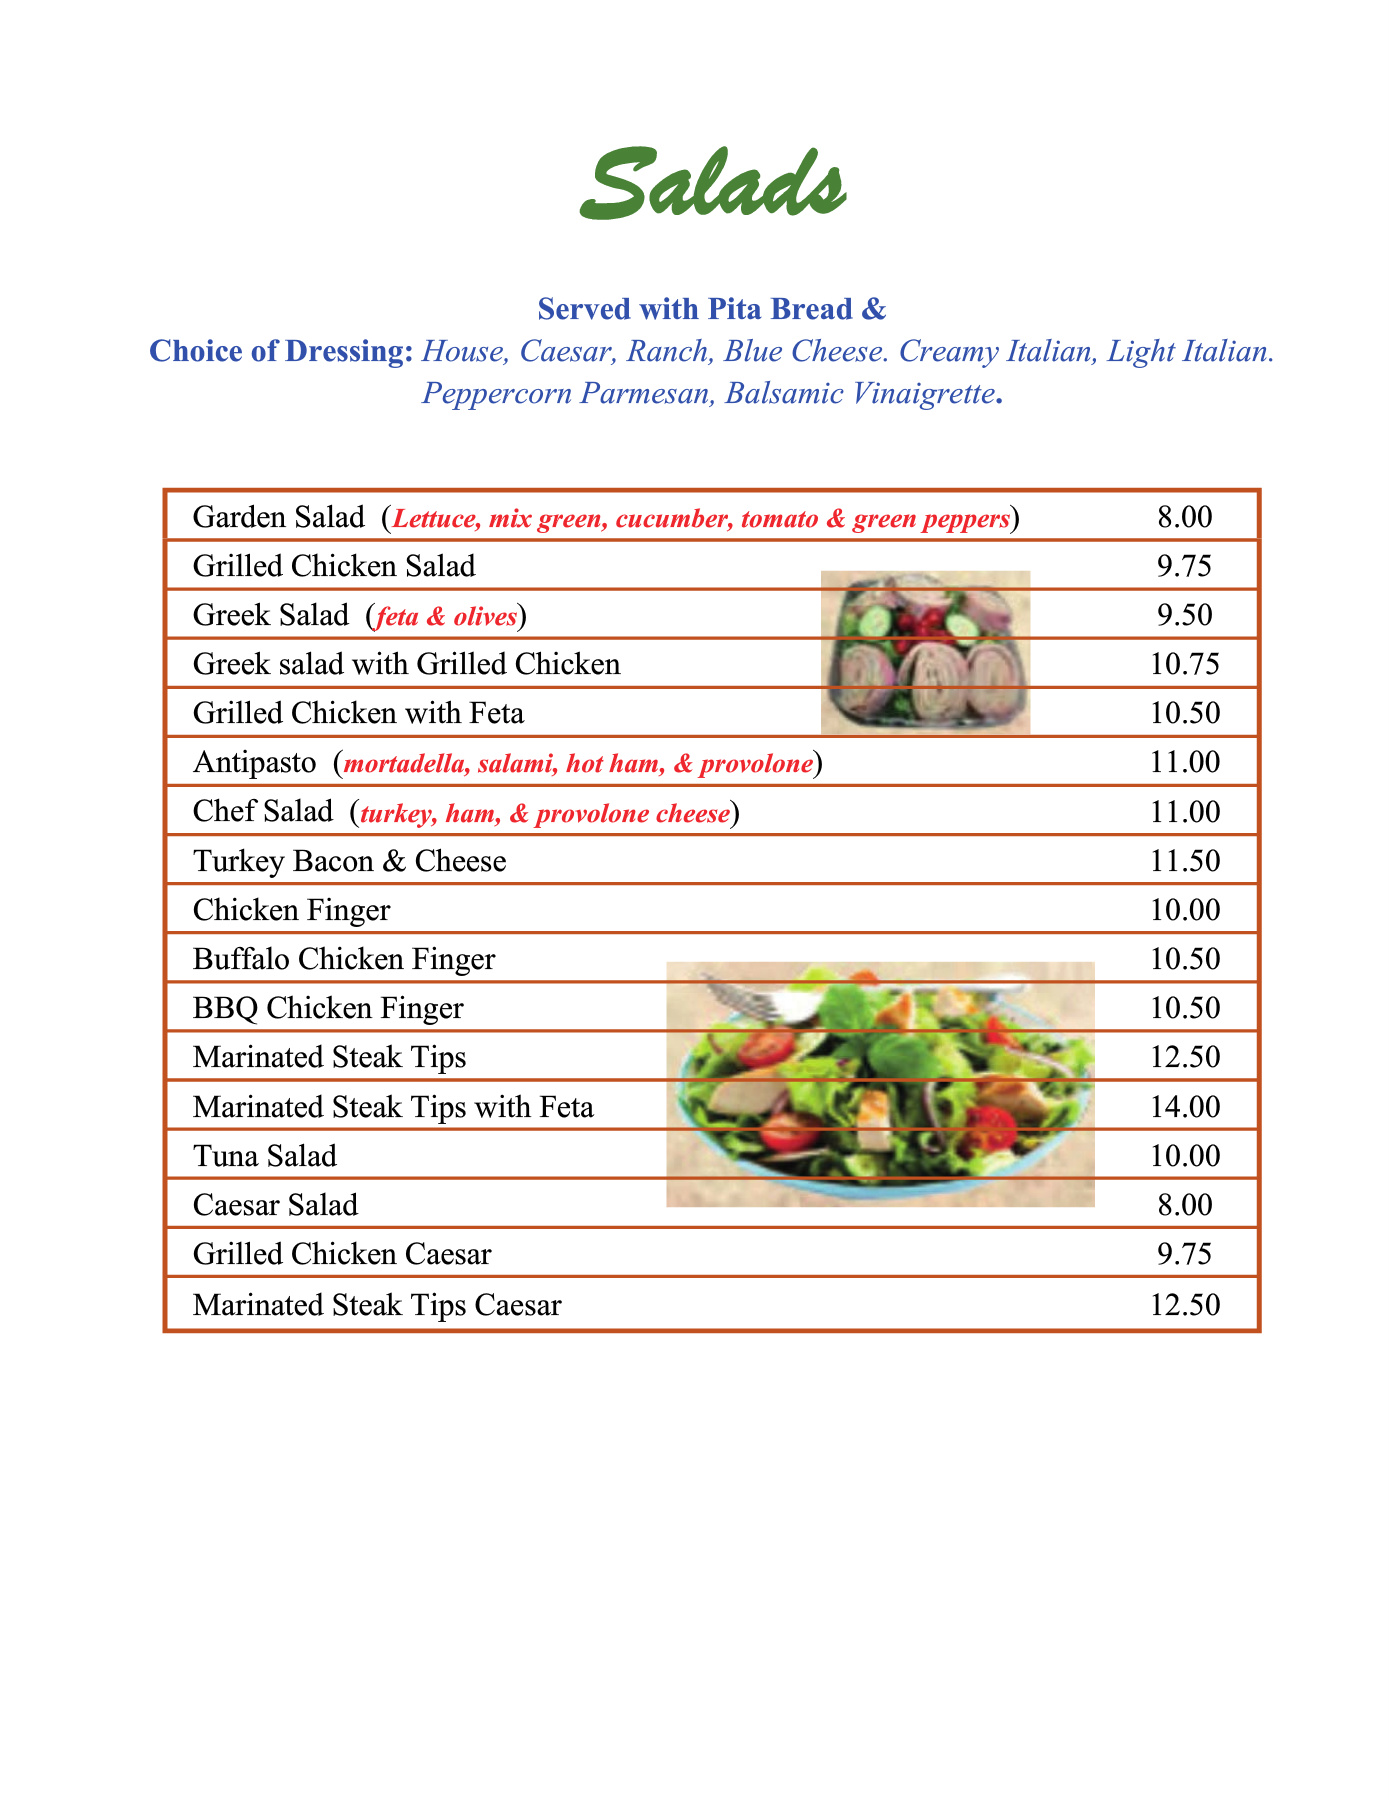 Salads
Served with Pita Bread &
Choice of Dressing: House, Caesar, Ranch, Blue Cheese. Creamy Italian, Light Italian.
Peppercorn Parmesan, Balsamic Vinaigrette.
Garden Salad (Lettuce, mix green, cucumber, tomato & green peppers) 8.00
Grilled Chicken Salad 9.75
Greek Salad (feta & olives) 9.50
Greek salad with Grilled Chicken 10.75
Grilled Chicken with Feta 10.50
Antipasto (mortadella, salami, hot ham, & provolone) 11.00
Chef Salad (turkey, ham, & provolone cheese) 11.00
Turkey Bacon & Cheese 11.50
Chicken Finger 10.00
Buffalo Chicken Finger 10.50
BBQ Chicken Finger 10.50
Marinated Steak Tips 12.50
Marinated Steak Tips with Feta 14.00
Tuna Salad 10.00
Caesar Salad 8.00
Grilled Chicken Caesar 9.75
Marinated Steak Tips Caesar 12.50